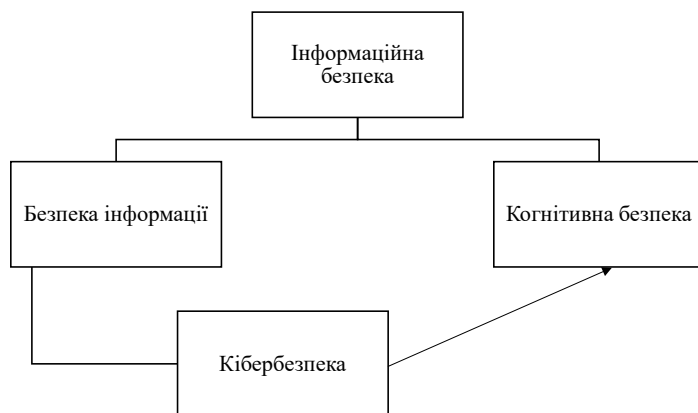 Інформаційна
безпека
Безпека інформації
Когнітивна безпека
Кібербезпека